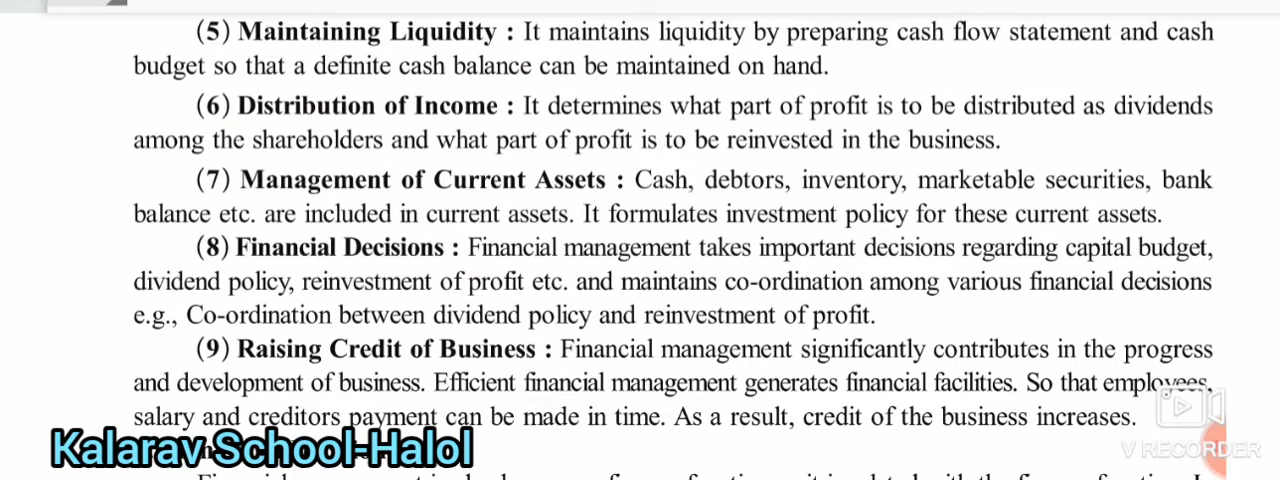 (5) Maintaining Liquidity : It maintains liquidity by preparing cash flow statement and cash
budget so that a definite cash balance can be maintained on hand.
(6) Distribution of Income : It determines what part of profit is to be distributed as dividends
among the shareholders and what part of profit is to be reinvested in the business.
(7) Management of Current Assets : Cash, debtors, inventory, marketable securities, bank
balance etc. are included in current assets. It formulates investment policy for these current assets.
(8) Financial Decisions : Financial management takes important decisions regarding capital budget,
dividend policy, reinvestment of profit etc. and maintains co-ordination among various financial decisions
e.g., Co-ordination between dividend policy and reinvestment of profit.
(9) Raising Credit of Business : Financial management significantly contributes in the progress
and development of business. Efficient financial management generates financial facilities. So that employees,
salary and creditors payment can be made in time. As a result, credit of the business increases.
Kalarav School-Halol
V RECORDER